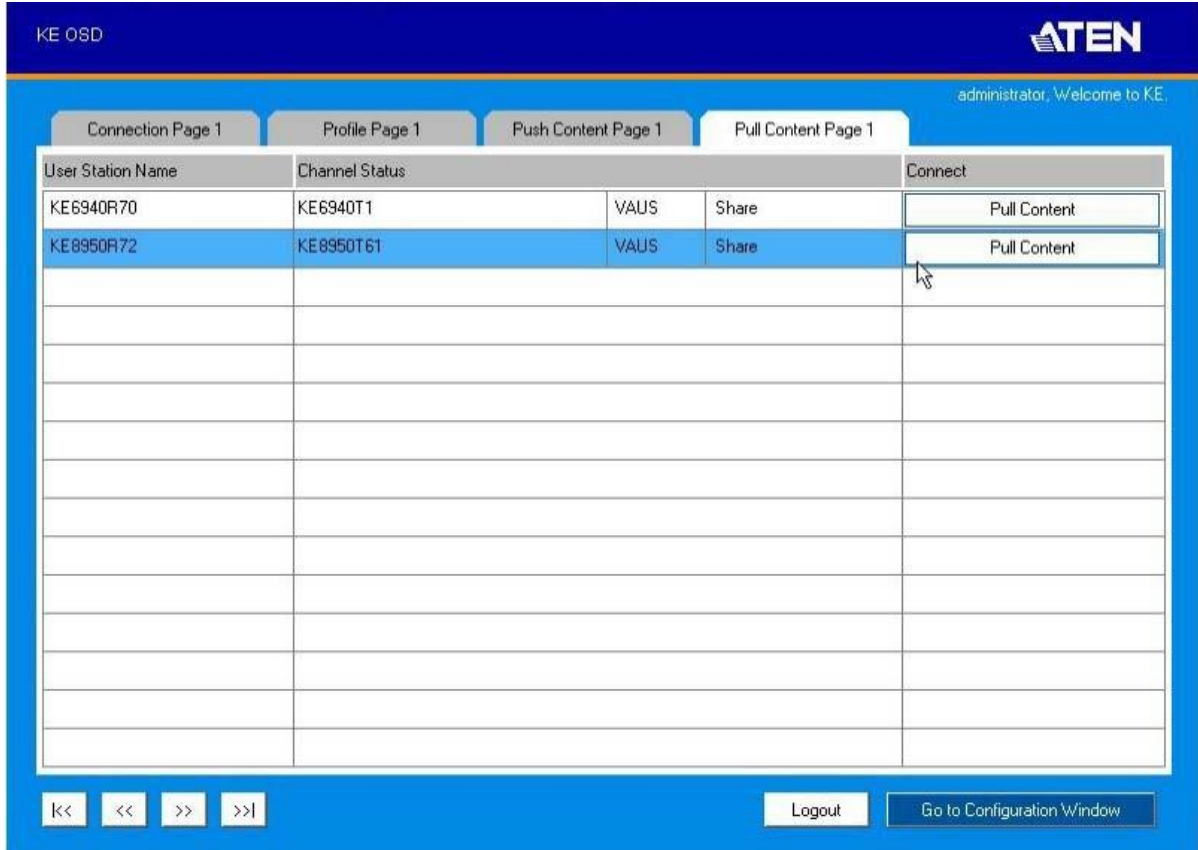 KE OSD
ATEN
administrator, Welcome to KE.
Connection Page 1 Profile Page 1 Push Content Page 1 Pull Content Page 1
User Station Name Channel Status Connect
KE6940R70 KE6940T1 VAUS Share Pull Content
KE8950R72 KE8950T61 VAUS Share Pull Content
|<< << >> >>| Logout Go to Configuration Window